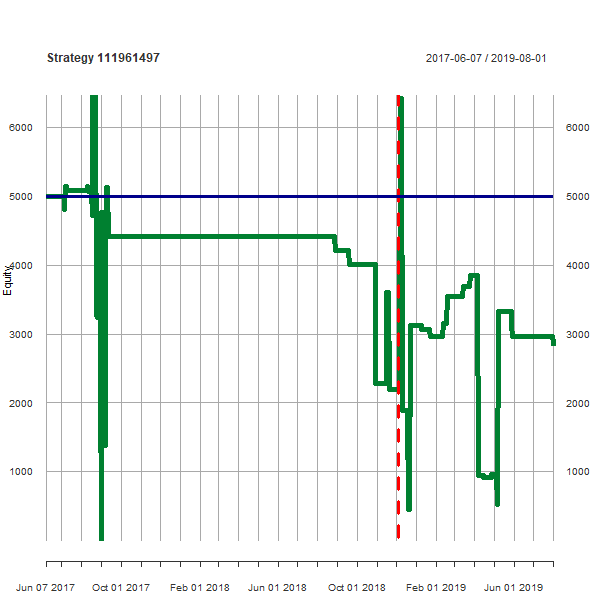 Strategy 111961497
2017-06-07 / 2019-08-01
6000
6000
5000
5000
4000
4000
Equity
3000
3000
2000
2000
1000
1000
Jun 07 2017
Oct 01 2017
Feb 01 2018
Jun 01 2018
Oct 01 2018
Feb 01 2019
Jun 01 2019